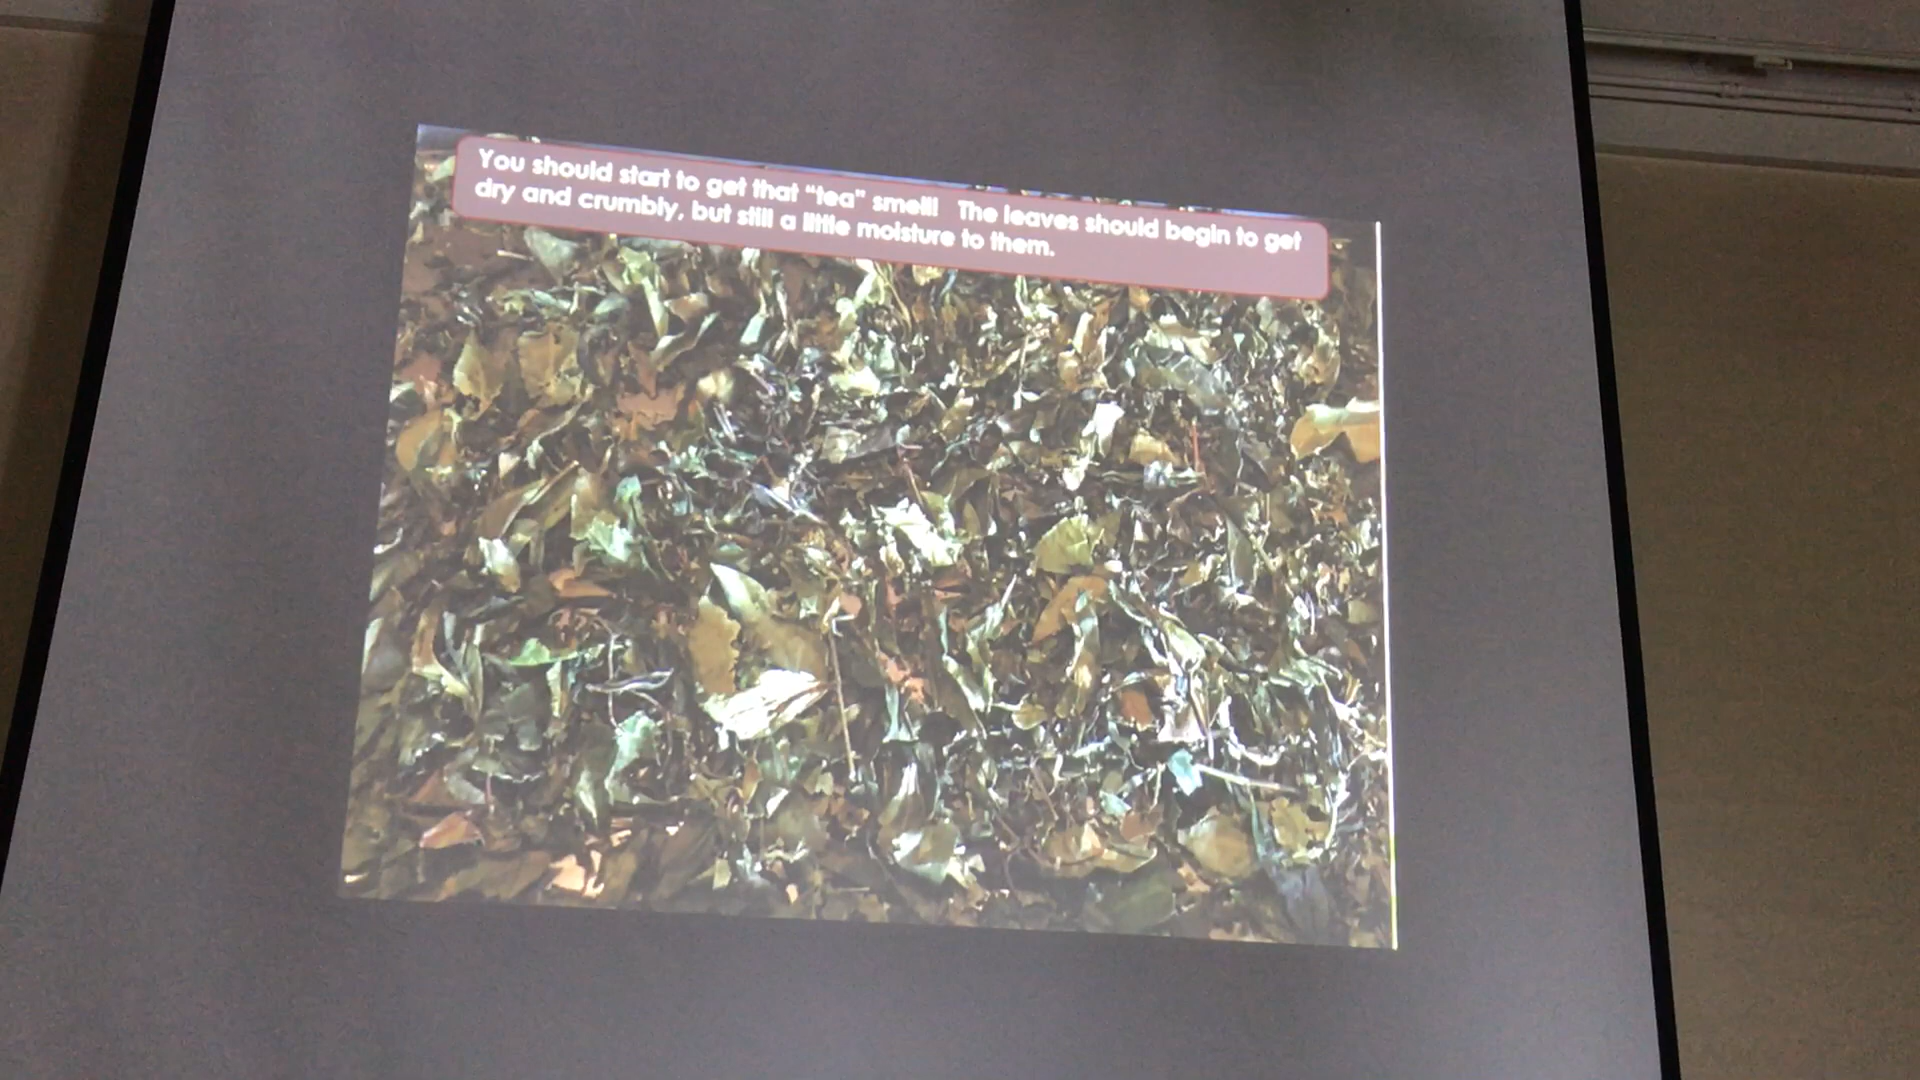 You should start to get that "tea" smell!  The leaves should begin to get
dry and crumbly, but still a little moisture to them.